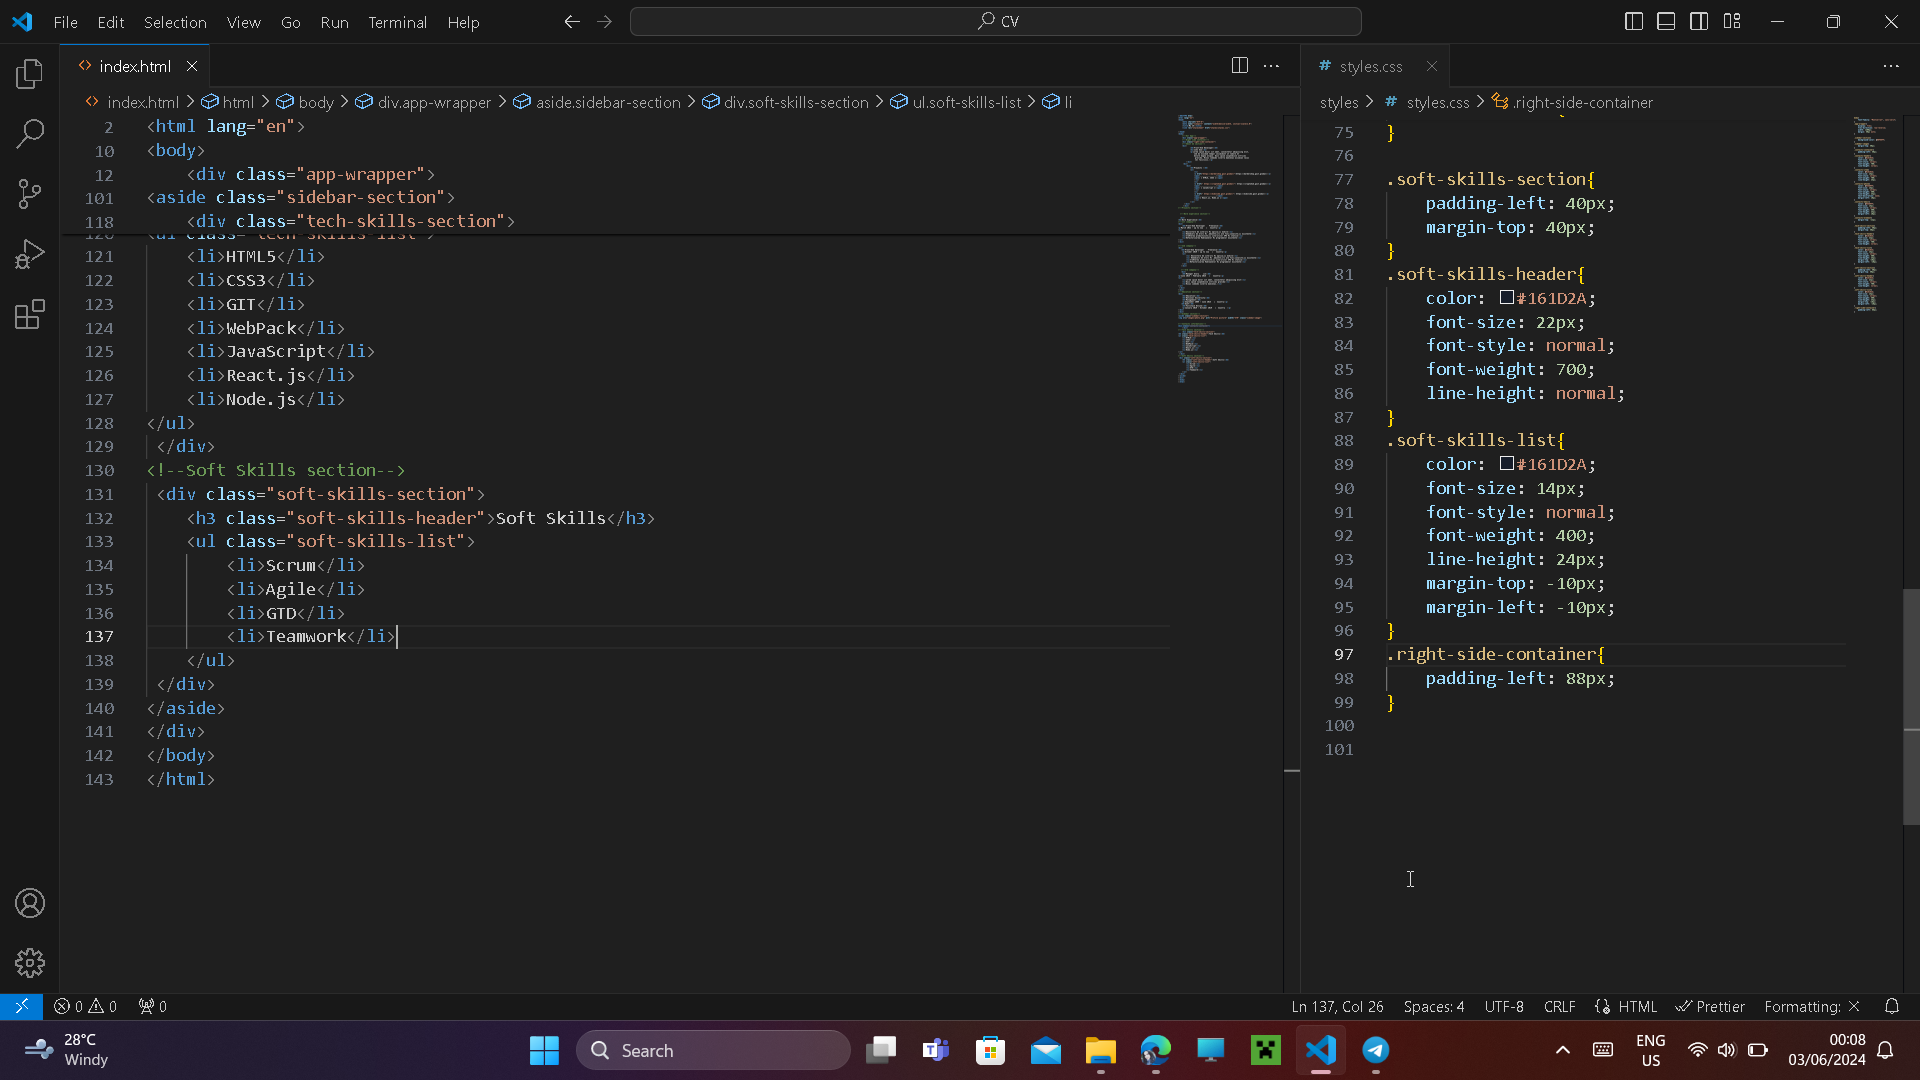 File Edit Selection View Go Run Terminal Help
CV
index.html
styles.css
index.html > html > body > div.app-wrapper > aside.sidebar-section > div.soft-skills-section > ul.soft-skills-list > li
styles > styles.css > .right-side-container
2 <html lang="en">
10 <body>
12 <div class="app-wrapper">
101 <aside class="sidebar-section">
118 <div class="tech-skills-section">
121 <li>HTML5</li>
122 <li>CSS3</li>
123 <li>GIT</li>
124 <li>WebPack</li>
125 <li>JavaScript</li>
126 <li>React.js</li>
127 <li>Node.js</li>
128 </ul>
129 </div>
130 <!--Soft Skills section-->
131 <div class="soft-skills-section">
132 <h3 class="soft-skills-header">Soft Skills</h3>
133 <ul class="soft-skills-list">
134 <li>Scrum</li>
135 <li>Agile</li>
136 <li>GTD</li>
137 <li>Teamwork</li>
138 </ul>
139 </div>
140 </aside>
141 </div>
142 </body>
143 </html>
75 }
76
77 .soft-skills-section{
78 padding-left: 40px;
79 margin-top: 40px;
80 }
81 .soft-skills-header{
82 color: #161D2A;
83 font-size: 22px;
84 font-style: normal;
85 font-weight: 700;
86 line-height: normal;
87 }
88 .soft-skills-list{
89 color: #161D2A;
90 font-size: 14px;
91 font-style: normal;
92 font-weight: 400;
93 line-height: 24px;
94 margin-top: -10px;
95 margin-left: -10px;
96 }
97 .right-side-container{
98 padding-left: 88px;
99 }
100
101
0 0 0
Ln 137, Col 26 Spaces: 4 UTF-8 CRLF {} HTML Prettier Formatting: ×
28°C
Windy
Search
ENG
US
00:08
03/06/2024